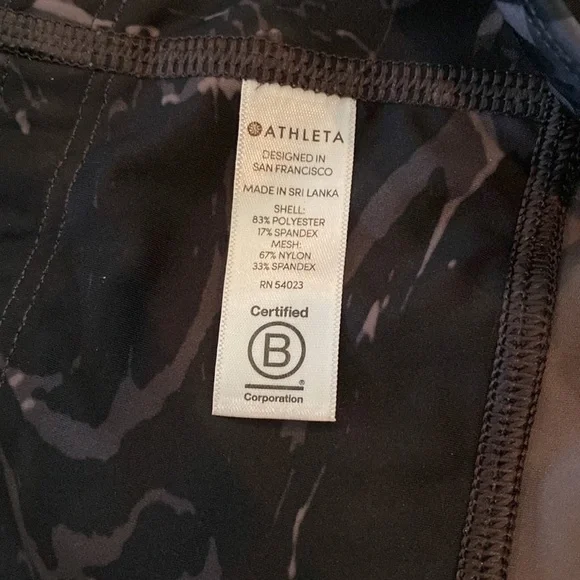 ATHLETA
DESIGNED IN
SAN FRANCISCO
MADE IN SRI LANKA
SHELL:
83% POLYESTER
17% SPANDEX
MESH:
67% NYLON
33% SPANDEX
RN 54023
Certified
B
®
Corporation